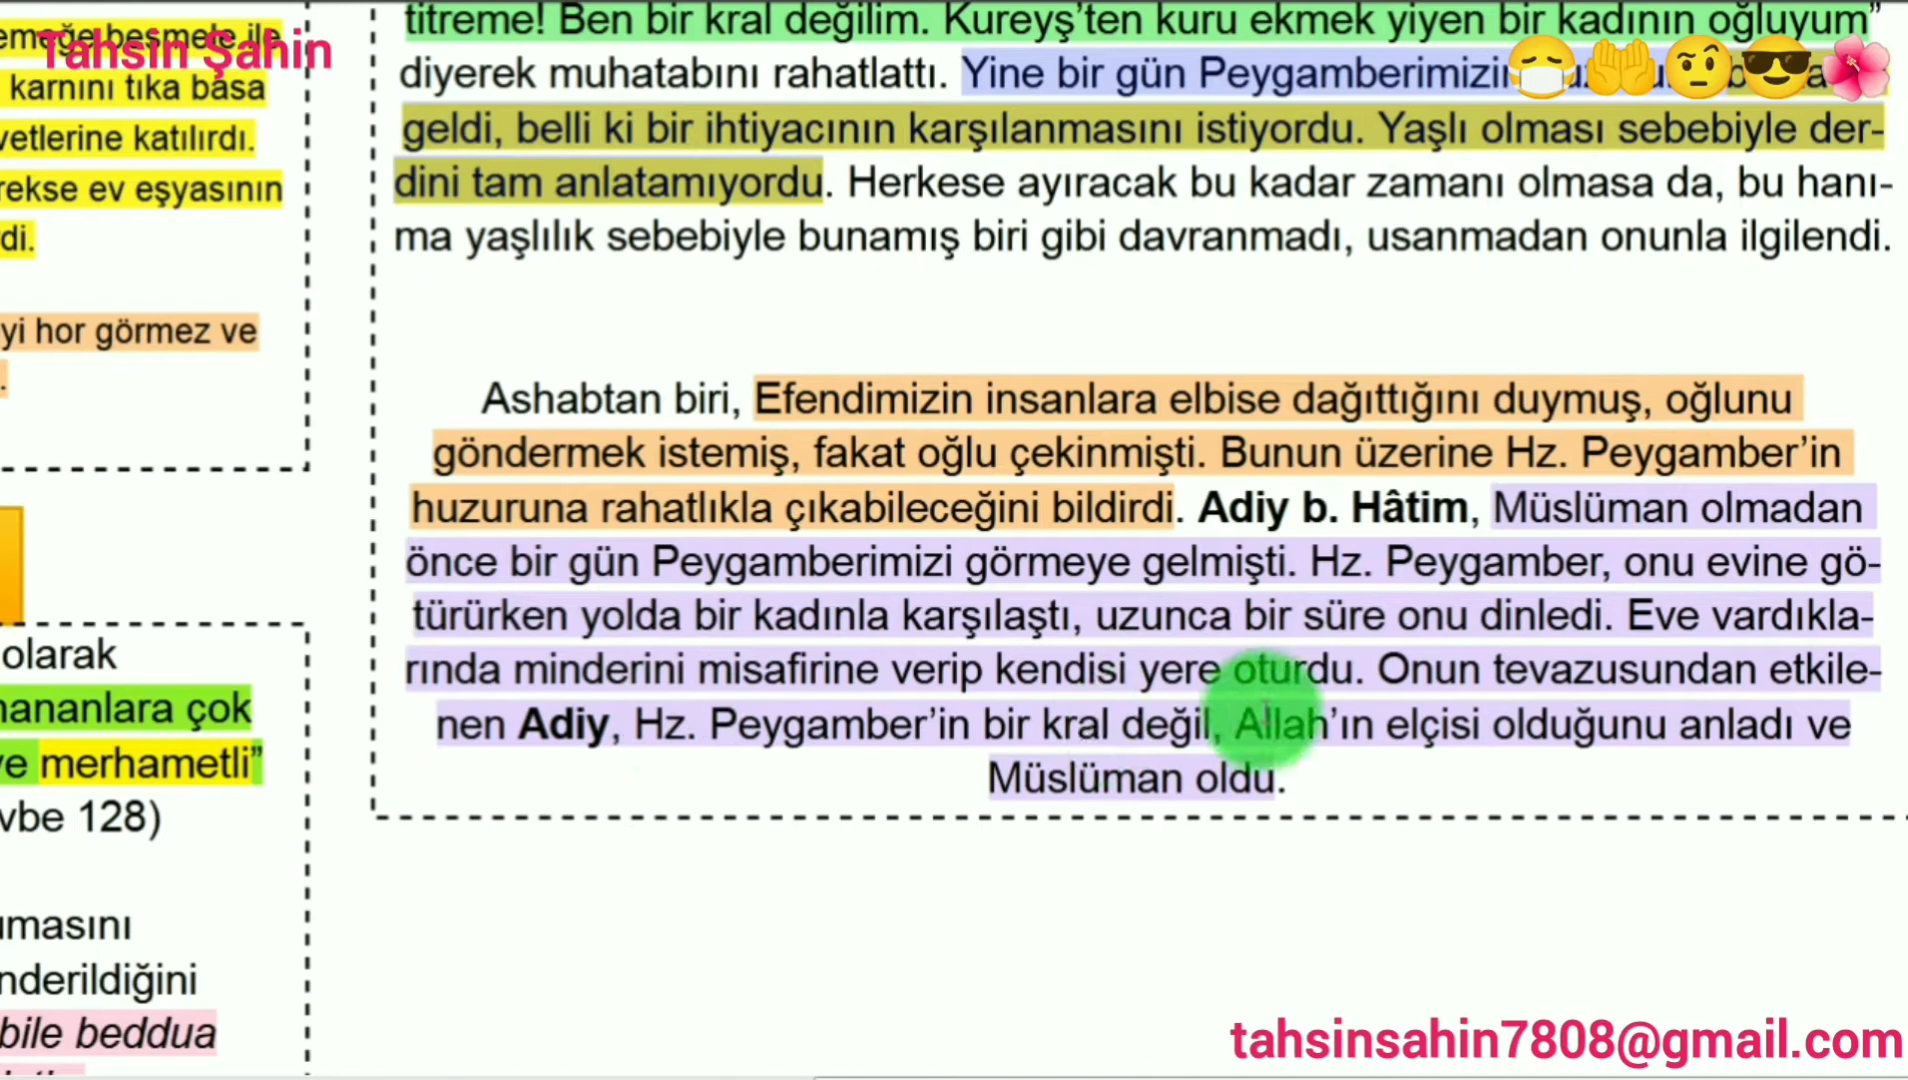 Tahsin Şahin
emeğe besmele ile
karnını tıka basa
vetlerine katılırdı.
rekse ev eşyasının
di.
yi hor görmez ve
olarak
nananlara çok
ve merhametli”
vbe 128)
masını
nderildiğini
bile beddua
titreme! Ben bir kral değilim. Kureyş’ten kuru ekmek yiyen bir kadının oğluyum”
diyerek muhatabını rahatlattı. Yine bir gün Peygamberimizin
geldi, belli ki bir ihtiyacının karşılanmasını istiyordu. Yaşlı olması sebebiyle der-
dini tam anlatamıyordu. Herkese ayıracak bu kadar zamanı olmasa da, bu hanı-
ma yaşlılık sebebiyle bunamış biri gibi davranmadı, usanmadan onunla ilgilendi.
Ashabtan biri, Efendimizin insanlara elbise dağıttığını duymuş, oğlunu
göndermek istemiş, fakat oğlu çekinmişti. Bunun üzerine Hz. Peygamber’in
huzuruna rahatlıkla çıkabileceğini bildirdi. Adiy b. Hâtim, Müslüman olmadan
önce bir gün Peygamberimizi görmeye gelmişti. Hz. Peygamber, onu evine gö-
türürken yolda bir kadınla karşılaştı, uzunca bir süre onu dinledi. Eve vardıkla-
rında minderini misafirine verip kendisi yere oturdu. Onun tevazusundan etkile-
nen Adiy, Hz. Peygamber’in bir kral değil, Allah’ın elçisi olduğunu anladı ve
Müslüman oldu.
tahsinsahin7808@gmail.com